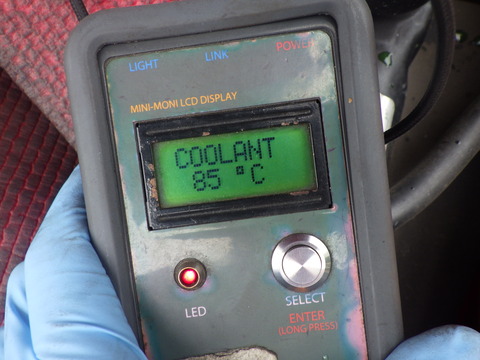 LIGHT LINK POWER
MINI-MONI LCD DISPLAY
COOLANT
85 °C
LED
SELECT
ENTER
(LONG PRESS)